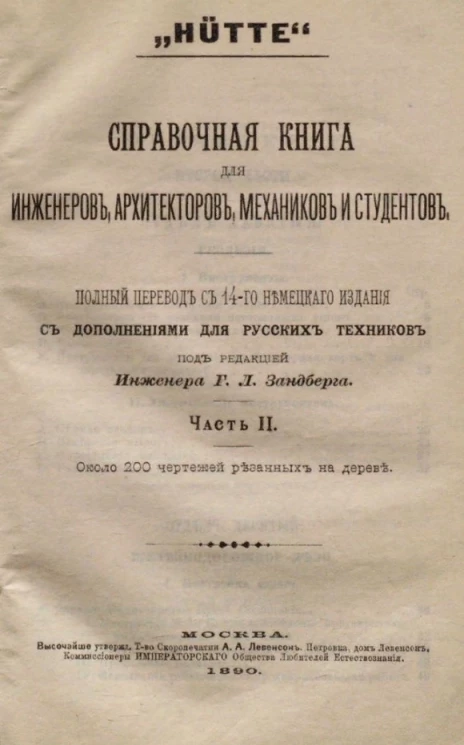 „HÜTTE“
СПРАВОЧНАЯ КНИГА
ДЛЯ
ИНЖЕНЕРОВЪ, АРХИТЕКТОРОВЪ, МЕХАНИКОВЪ И СТУДЕНТОВЪ.
ПОЛНЫЙ ПЕРЕВОДЪ СЪ 14-ГО НѢМЕЦКАГО ИЗДАНІЯ
СЪ ДОПОЛНЕНІЯМИ ДЛЯ РУССКИХЪ ТЕХНИКОВЪ
ПОДЪ РЕДАКЦІЕЙ
Инженера Г. Л. Зандберга.
Часть II.
Около 200 чертежей рѣзанныхъ на деревѣ.
МОСКВА.
Высочайше утвержд. Т-во Скоропечатни А. А. Левенсонъ. Петровка, домъ Левенсонъ,
Коммиссіонеры ИМПЕРАТОРСКАГО Общества Любителей Естествознанія.
1890.